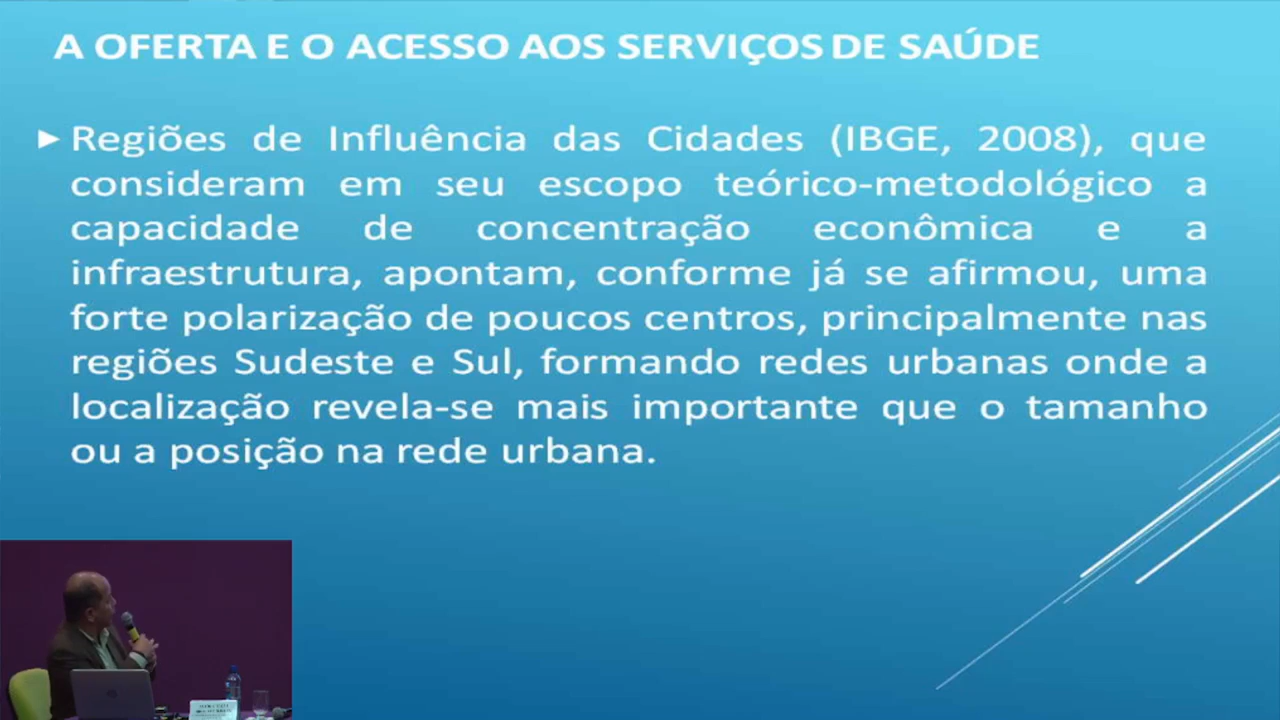 A OFERTA E O ACESSO AOS SERVIÇOS DE SAÚDE
Regiões de Influência das Cidades (IBGE, 2008), que
consideram em seu escopo teórico-metodológico a
capacidade de concentração econômica e a
infraestrutura, apontam, conforme já se afirmou, uma
forte polarização de poucos centros, principalmente nas
regiões Sudeste e Sul, formando redes urbanas onde a
localização revela-se mais importante que o tamanho
ou a posição na rede urbana.